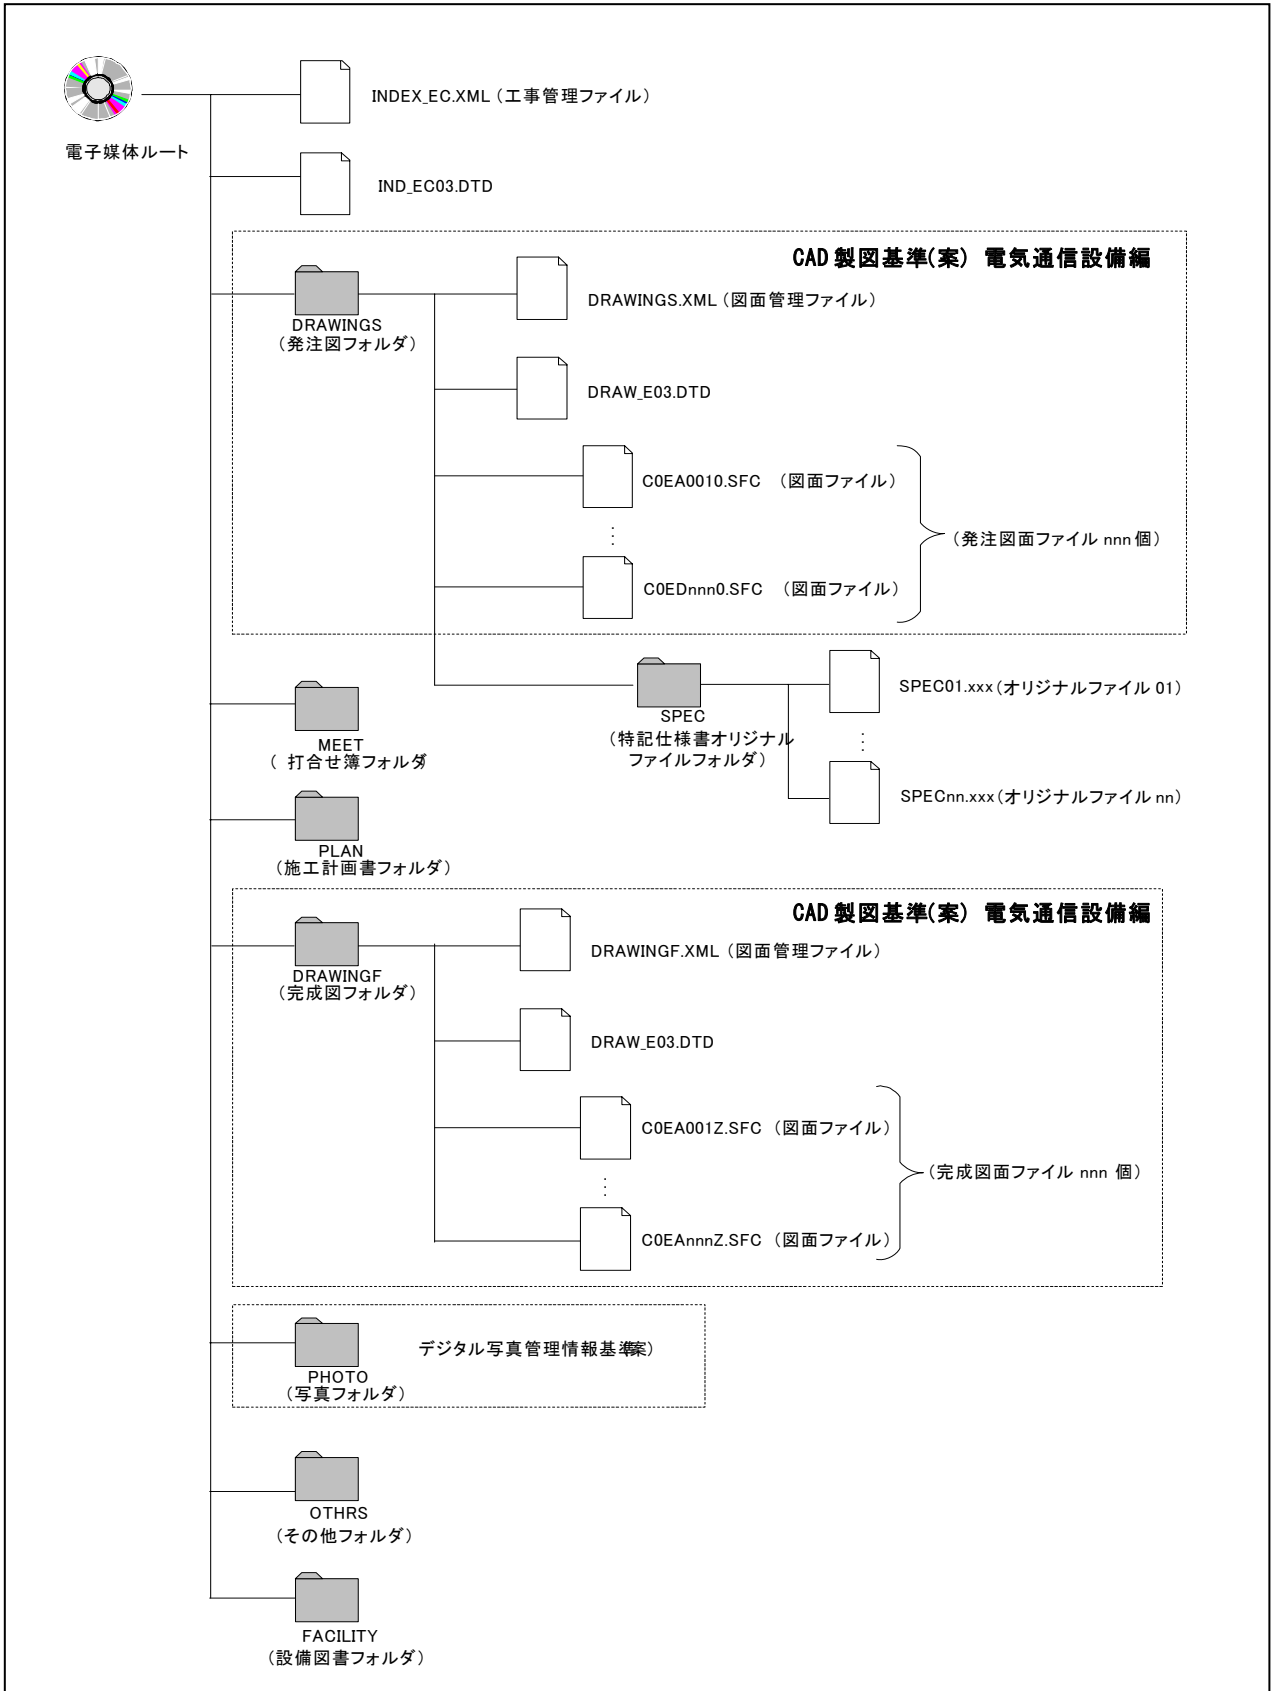 INDEX_EC.XML（工事管理ファイル）
電子媒体ルート
IND_EC03.DTD
CAD 製図基準(案) 電気通信設備編
DRAWINGS.XML（図面管理ファイル）
DRAWINGS
（発注図フォルダ）
DRAW_E03.DTD
C0EA0010.SFC （図面ファイル）
（発注図面ファイル nnn 個）
C0EDnnn0.SFC （図面ファイル）
SPEC01.xxx（オリジナルファイル 01）
SPEC
（特記仕様書オリジナル
ファイルフォルダ）
MEET
（ 打合せ簿フォルダ
SPECnn.xxx（オリジナルファイル nn）
PLAN
（施工計画書フォルダ）
CAD 製図基準(案) 電気通信設備編
DRAWINGF.XML（図面管理ファイル）
DRAWINGF
（完成図フォルダ）
DRAW_E03.DTD
C0EA001Z.SFC （図面ファイル）
（完成図面ファイル nnn 個）
C0EAnnnZ.SFC （図面ファイル）
デジタル写真管理情報基準案）
PHOTO
（写真フォルダ）
OTHRS
（その他フォルダ）
FACILITY
（設備図書フォルダ）